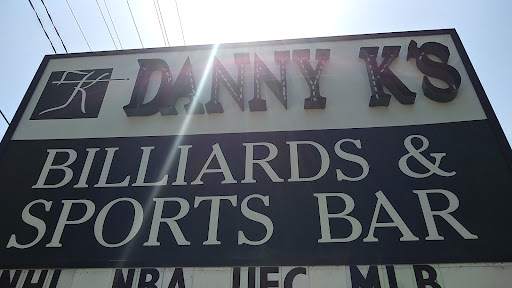 DANNY K'S
BILLIARDS &
SPORTS BAR
NHL NBA UFC MLB